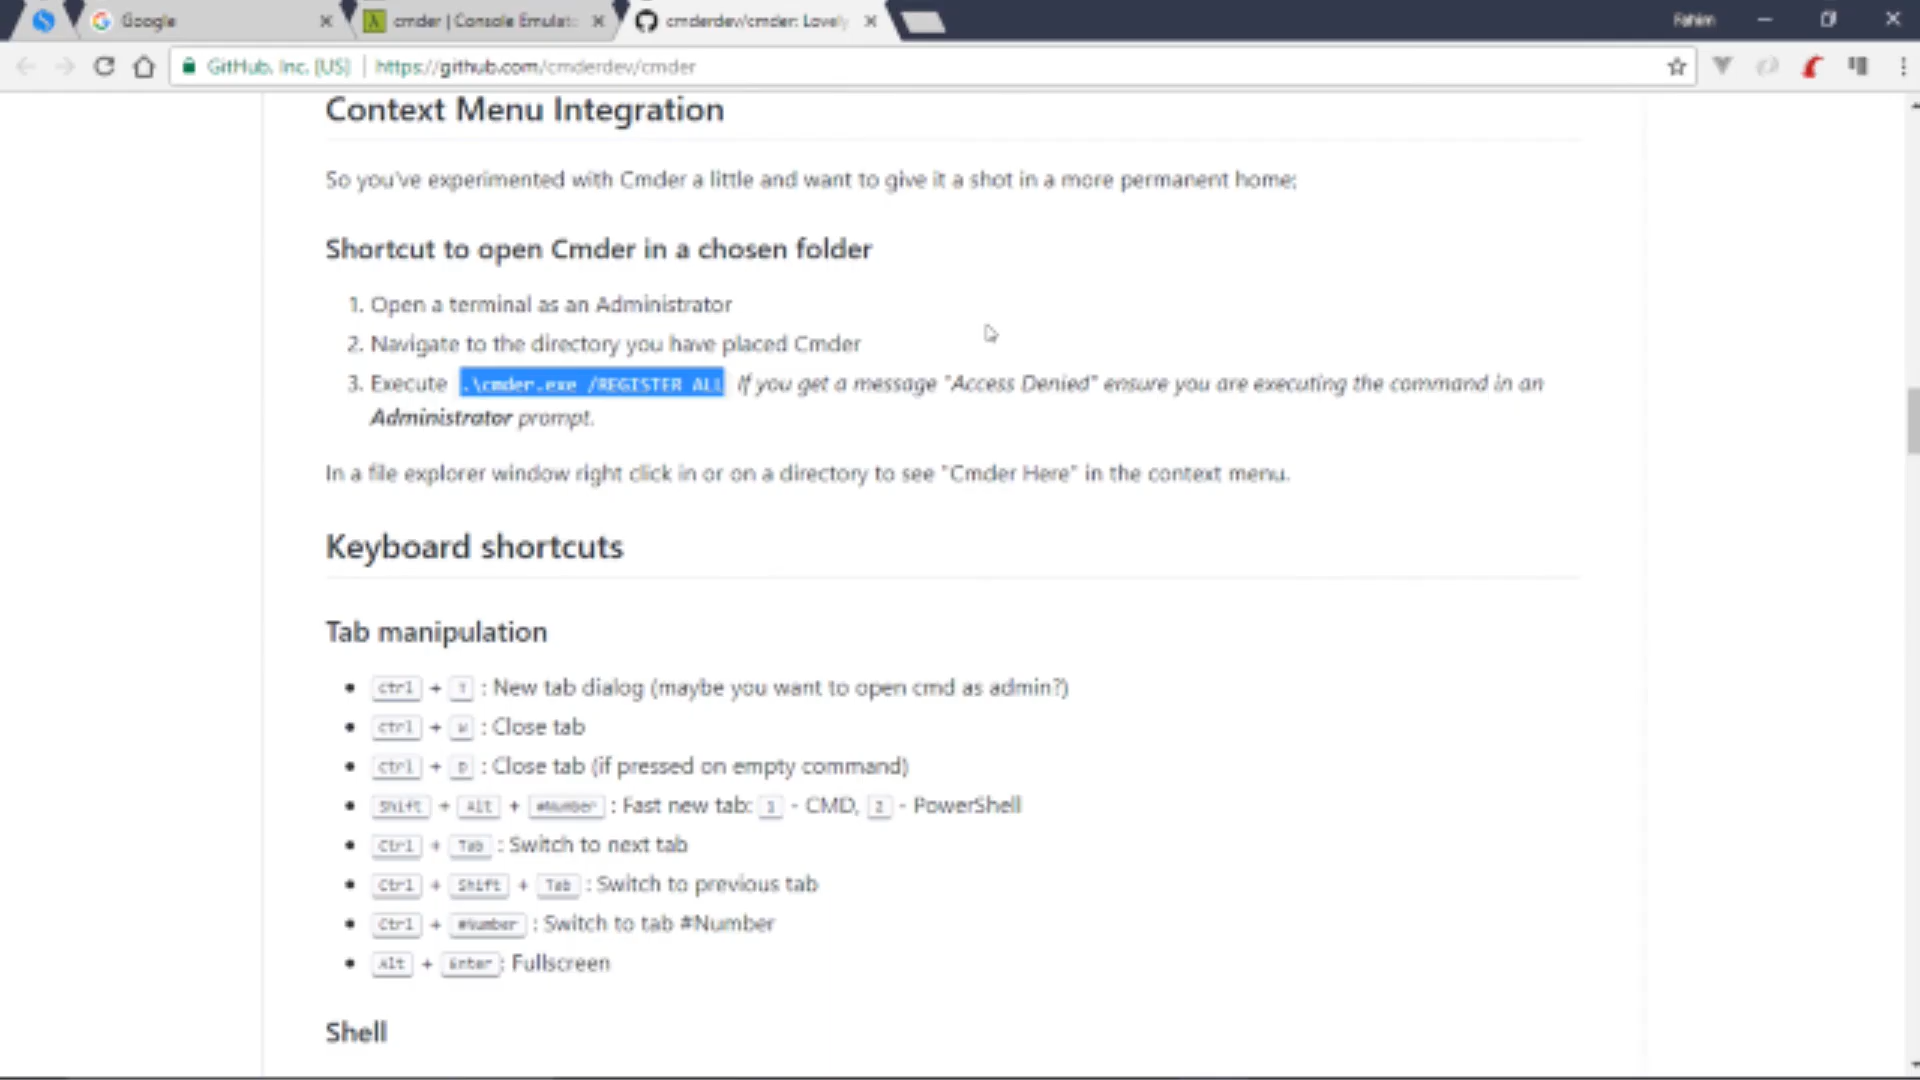 Google
cmder | Console Emulat
cmderdev/cmder: Lovely
Fahim
GitHub, Inc. [US] | https://github.com/cmderdev/cmder
Context Menu Integration
So you've experimented with Cmder a little and want to give it a shot in a more permanent home;
Shortcut to open Cmder in a chosen folder
1. Open a terminal as an Administrator
2. Navigate to the directory you have placed Cmder
3. Execute .\cmder.exe /REGISTER ALL If you get a message "Access Denied" ensure you are executing the command in an
Administrator prompt.
In a file explorer window right click in or on a directory to see "Cmder Here" in the context menu.
Keyboard shortcuts
Tab manipulation
Ctrl + T : New tab dialog (maybe you want to open cmd as admin?)
Ctrl + W : Close tab
Ctrl + D : Close tab (if pressed on empty command)
Shift + Alt + #Number : Fast new tab: 1 - CMD, 2 - PowerShell
Ctrl + Tab : Switch to next tab
Ctrl + Shift + Tab : Switch to previous tab
Ctrl + #Number : Switch to tab #Number
Alt + Enter: Fullscreen
Shell